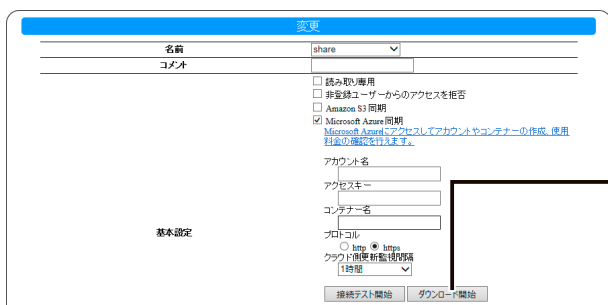 変更
名前 share
コメント
読み取り専用
非登録ユーザーからのアクセスを拒否
Amazon S3 同期
Microsoft Azure 同期
Microsoft Azureにアクセスしてアカウントやコンテナーの作成、使用
料金の確認を行えます。
アカウント名
アクセスキー
コンテナー名
基本設定
プロトコル
http https
クラウド側更新監視間隔
1時間
接続テスト開始 ダウンロード開始